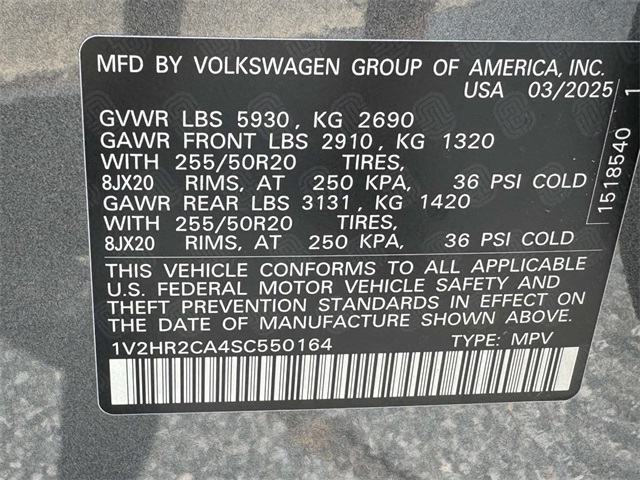 MFD BY VOLKSWAGEN GROUP OF AMERICA, INC.
USA 03/2025
GVWR LBS 5930, KG 2690
GAWR FRONT LBS 2910, KG 1320
WITH 255/50R20 TIRES,
8JX20 RIMS, AT 250 KPA, 36 PSI COLD
GAWR REAR LBS 3131, KG 1420
WITH 255/50R20 TIRES,
8JX20 RIMS, AT 250 KPA, 36 PSI COLD
THIS VEHICLE CONFORMS TO ALL APPLICABLE
U.S. FEDERAL MOTOR VEHICLE SAFETY AND
THEFT PREVENTION STANDARDS IN EFFECT ON
THE DATE OF MANUFACTURE SHOWN ABOVE.
1V2HR2CA4SC550164 TYPE: MPV
1518540 1